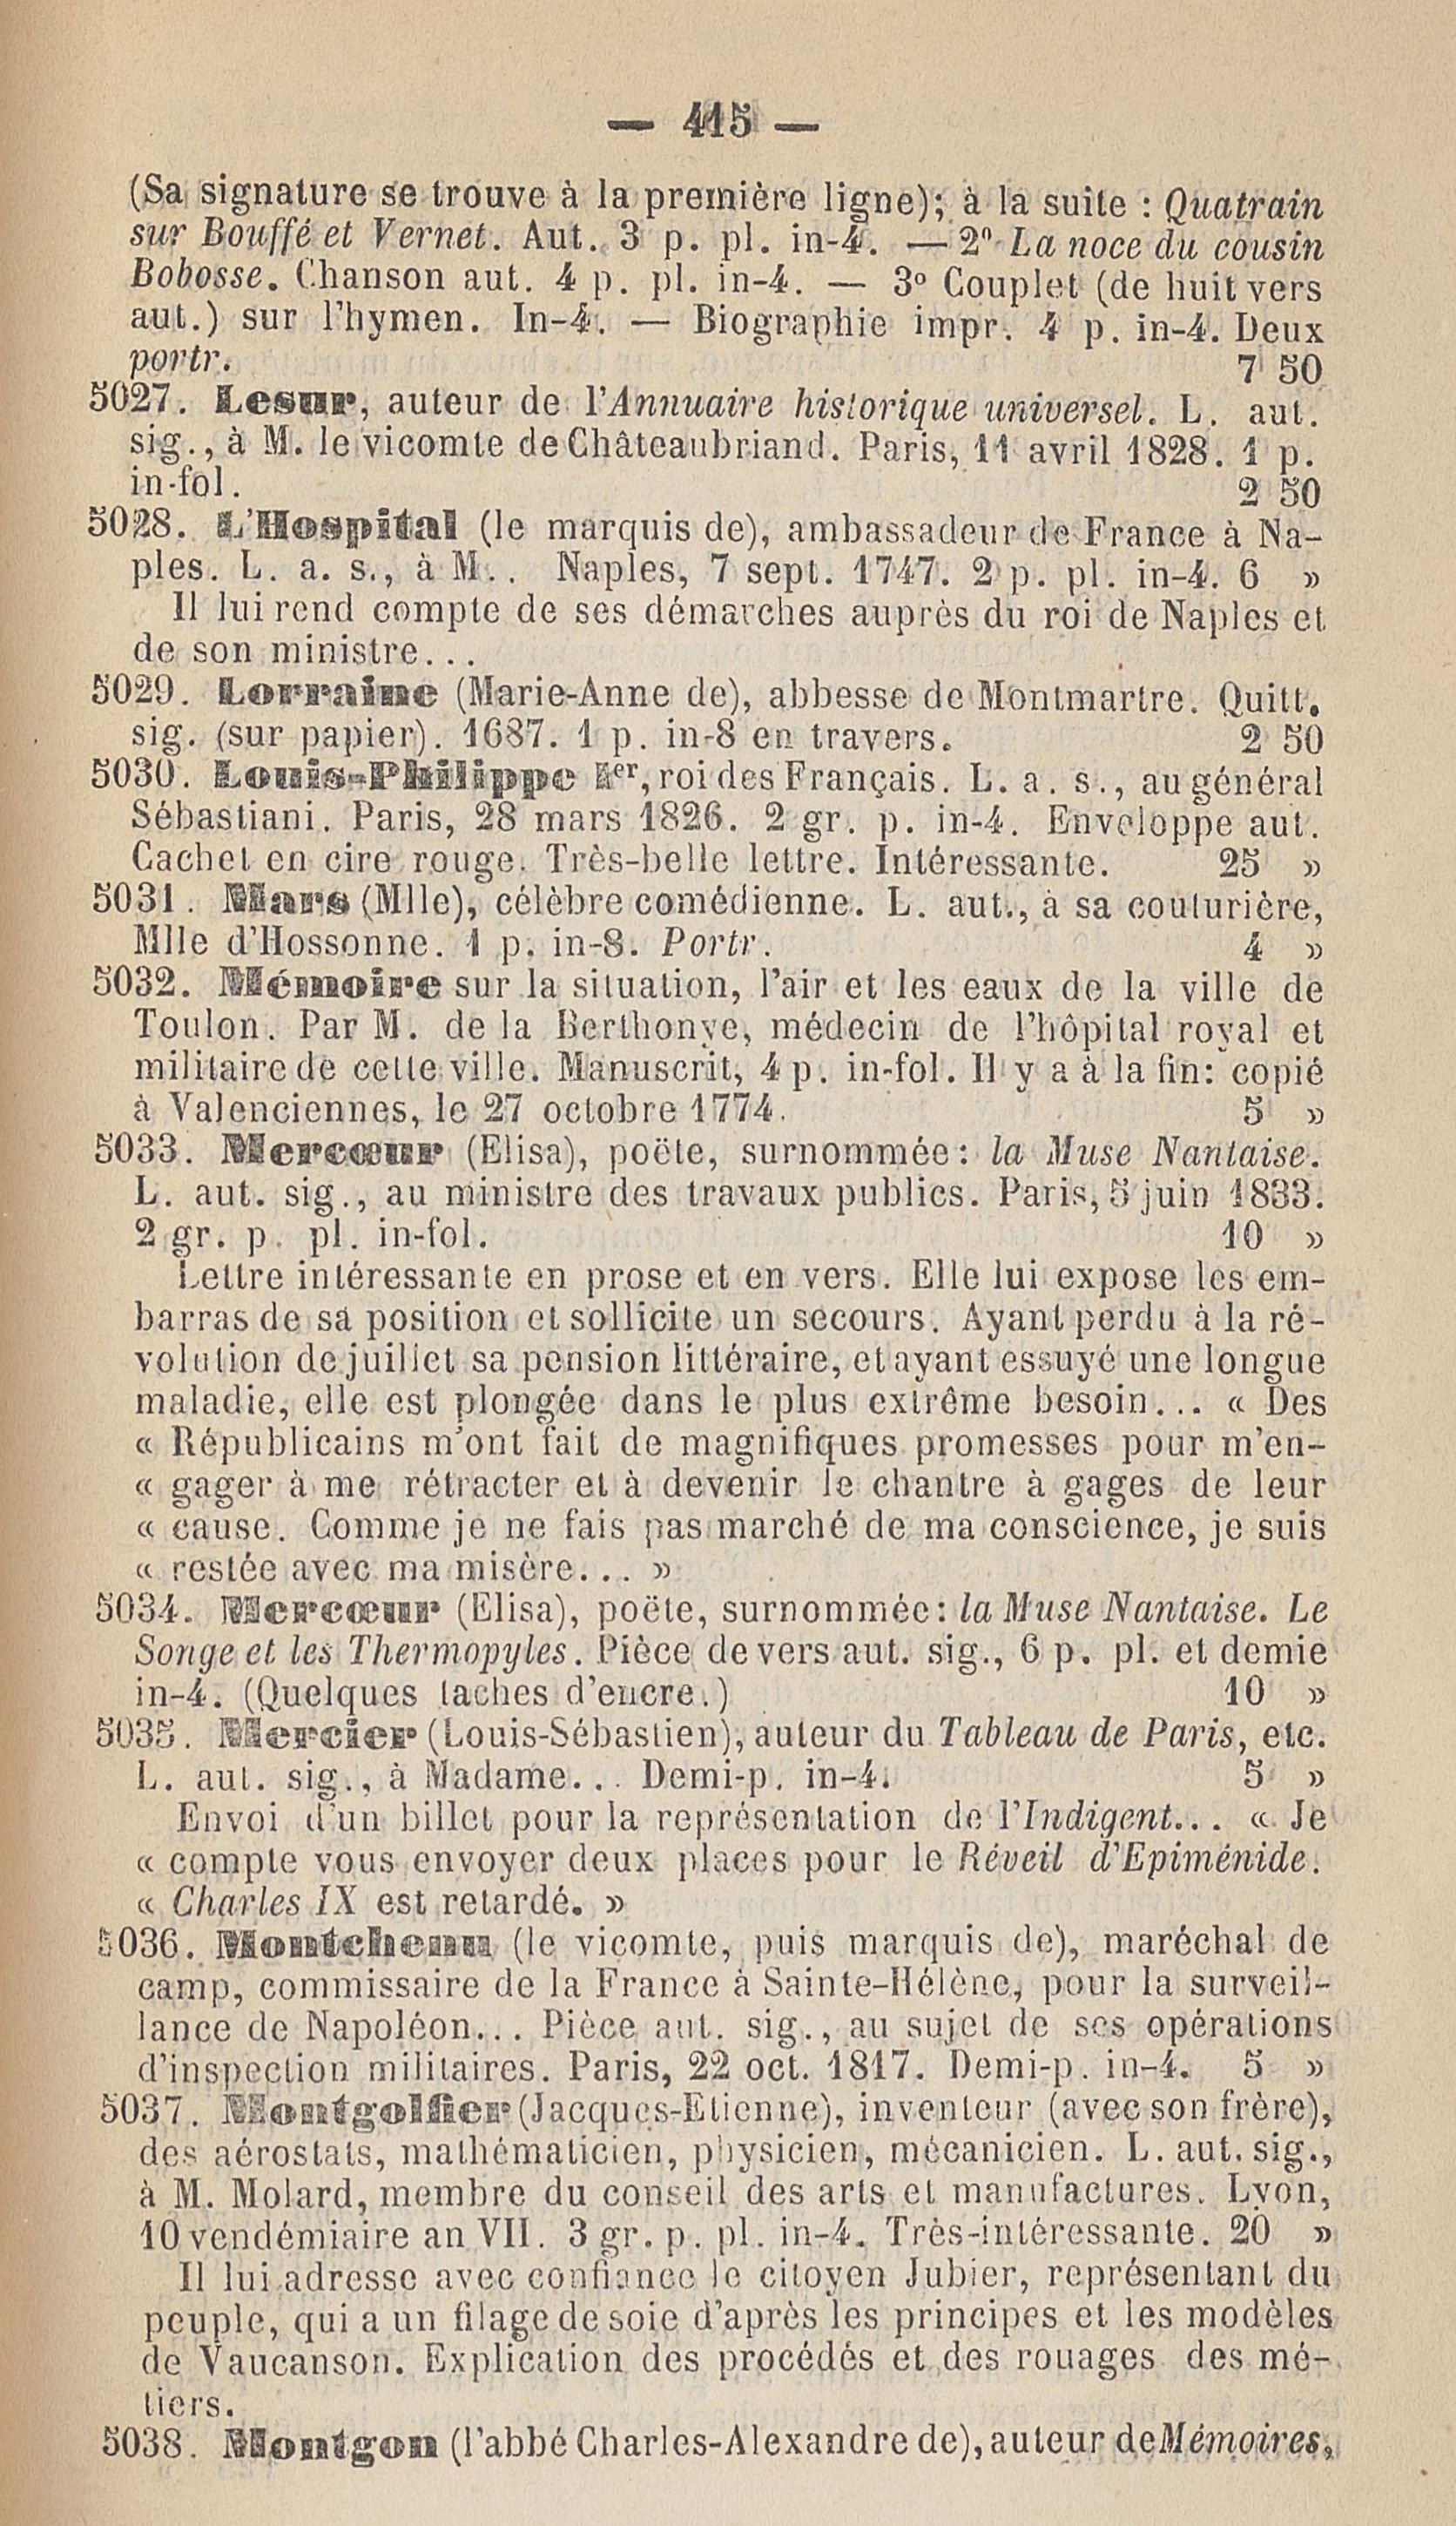 — 415 —
(Sa signature se trouve à la première ligne); à la suite : Quatrain
sur Bouffé et Vernet. Aut. 3 p. pl. in-4. — 2º La noce du cousin
Bobosse. Chanson aut. 4 p. pl. in-4. — 3º Couplet (de huit vers
aut.) sur l'hymen. In-4. — Biographie impr. 4 p. in-4. Deux
portr. 7 50
5027. Lesur, auteur de l'Annuaire historique universel. L. aut.
sig., à M. le vicomte de Châteaubriand. Paris, 11 avril 1828. 1 p.
in-fol. 2 50
5028. L'Hospital (le marquis de), ambassadeur de France à Na-
ples. L. a. s., à M.. Naples, 7 sept. 1747. 2 p. pl. in-4. 6 »
Il lui rend compte de ses démarches auprès du roi de Naples et
de son ministre...
5029. Lorraine (Marie-Anne de), abbesse de Montmartre. Quitt.
sig. (sur papier). 1687. 1 p. in-8 en travers. 2 50
5030. Louis-Philippe Ier, roi des Français. L. a. s., au général
Sébastiani. Paris, 28 mars 1826. 2 gr. p. in-4. Enveloppe aut.
Cachet en cire rouge. Très-belle lettre. Intéressante. 25 »
5031. Mars (Mlle), célèbre comédienne. L. aut., à sa couturière,
Mlle d'Hossonne. 1 p. in-8. Portr. 4 »
5032. Mémoire sur la situation, l'air et les eaux de la ville de
Toulon. Par M. de la Berthonye, médecin de l'hôpital royal et
militaire de cette ville. Manuscrit, 4 p. in-fol. Il y a à la fin: copié
à Valenciennes, le 27 octobre 1774. 5 »
5033. Mercœur (Elisa), poëte, surnommée: la Muse Nantaise.
L. aut. sig., au ministre des travaux publics. Paris, 5 juin 1833.
2 gr. p. pl. in-fol. 10 »
Lettre intéressante en prose et en vers. Elle lui expose les em-
barras de sa position et sollicite un secours. Ayant perdu à la ré-
volution de juillet sa pension littéraire, et ayant essuyé une longue
maladie, elle est plongée dans le plus extrême besoin... « Des
« Républicains m'ont fait de magnifiques promesses pour m'en-
« gager à me rétracter et à devenir le chantre à gages de leur
« cause. Comme je ne fais pas marché de ma conscience, je suis
« restée avec ma misère... »
5034. Mercœur (Elisa), poëte, surnommée: la Muse Nantaise. Le
Songe et les Thermopyles. Pièce de vers aut. sig., 6 p. pl. et demie
in-4. (Quelques taches d'encre.) 10 »
5035. Mercier (Louis-Sébastien), auteur du Tableau de Paris, etc.
L. aut. sig., à Madame... Demi-p. in-4. 5 »
Envoi d'un billet pour la représentation de l'Indigent... « Je
« compte vous envoyer deux places pour le Réveil d'Epiménide.
« Charles IX est retardé. »
5036. Montchenu (le vicomte, puis marquis de), maréchal de
camp, commissaire de la France à Sainte-Hélène, pour la surveil-
lance de Napoléon... Pièce aut. sig., au sujet de ses opérations
d'inspection militaires. Paris, 22 oct. 1817. Demi-p. in-4. 5 »
5037. Montgolfier (Jacques-Etienne), inventeur (avec son frère),
des aérostats, mathématicien, physicien, mécanicien. L. aut. sig.,
à M. Molard, membre du conseil des arts et manufactures. Lyon,
10 vendémiaire an VII. 3 gr. p. pl. in-4. Très-intéressante. 20 »
Il lui adresse avec confiance le citoyen Jubier, représentant du
peuple, qui a un filage de soie d'après les principes et les modèles
de Vaucanson. Explication des procédés et des rouages des mé-
tiers.
5038. Montgon (l'abbé Charles-Alexandre de), auteur de Mémoires,